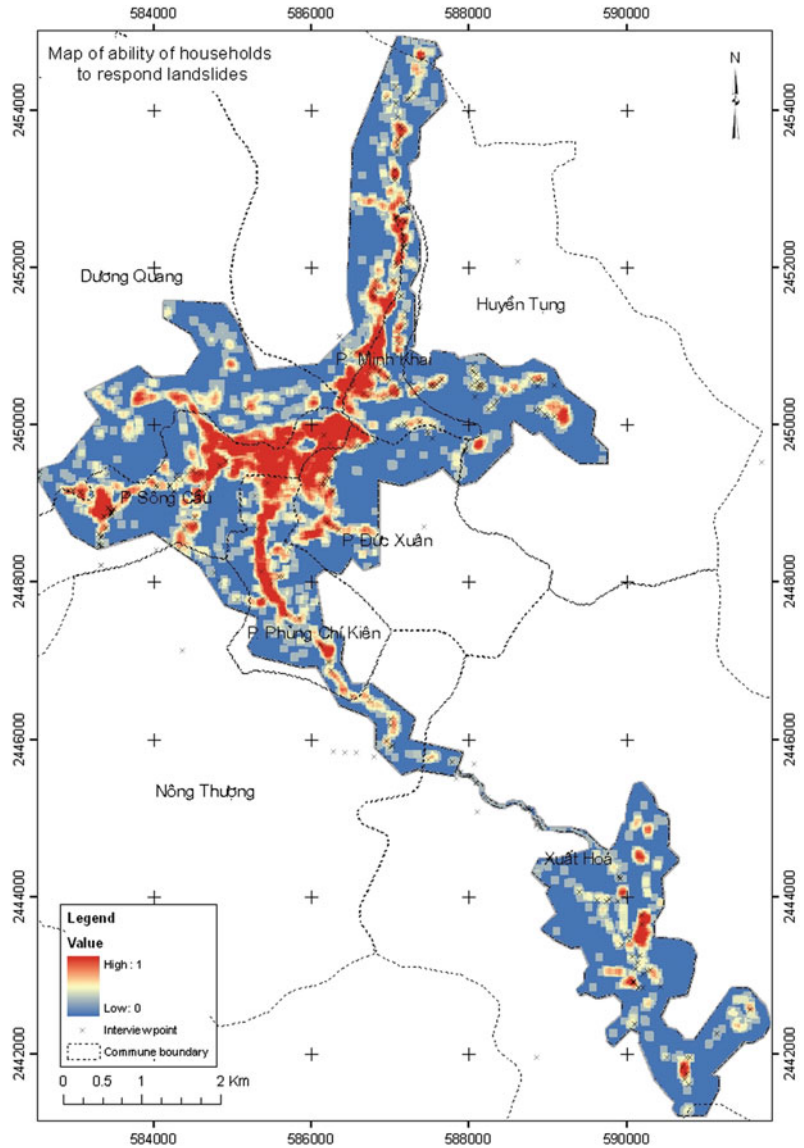 584000 586000 588000 590000
Map of ability of households
to respond landslides
N
2454000 2454000
2452000 2452000
Dương Quang
Huyền Tụng
P. Minh Khai
2450000 2450000
P. Sông Cầu
P. Đức Xuân
2448000 2448000
P. Phùng Chí Kiên
2446000 2446000
Nông Thượng
Xuất Hoá
2444000 2444000
Legend
Value
High : 1
Low: 0
Interview point
Commune boundary
2442000 2442000
0 0.5 1 2 Km
584000 586000 588000 590000